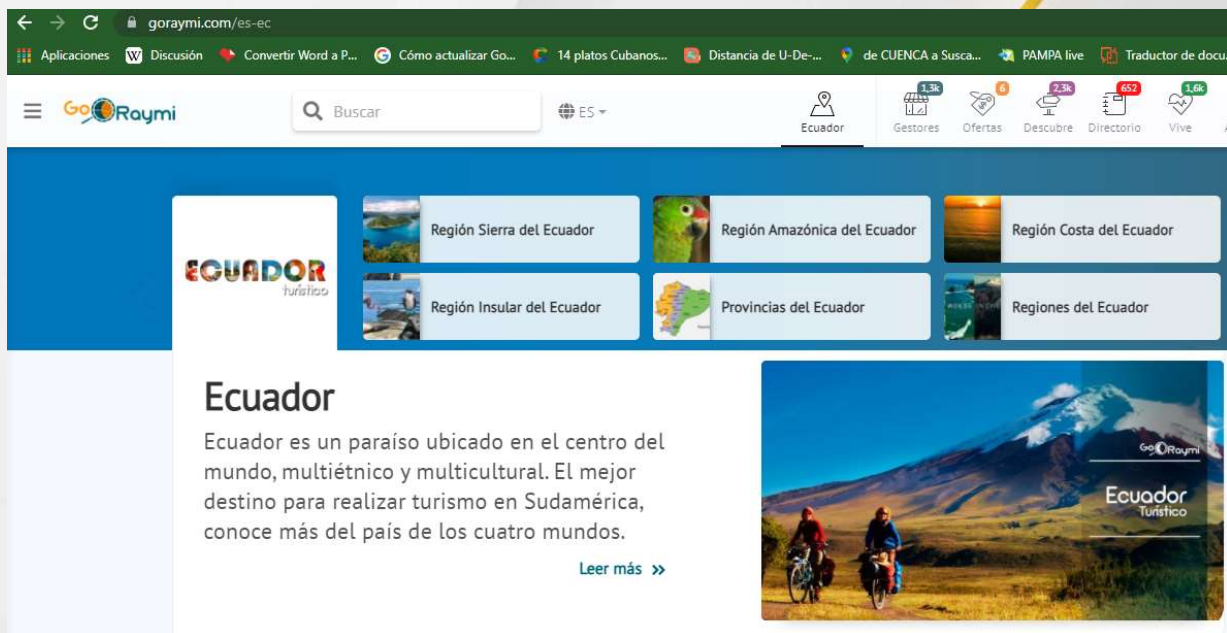 goraymi.com/es-ec
Aplicaciones
Discusión
Convertir Word a P...
Cómo actualizar Go...
14 platos Cubanos...
Distancia de U-De-...
de CUENCA a Susca...
PAMPA live
Traductor de docu
GoRaymi
Buscar
ES
Ecuador
1,3k
Gestores
6
Ofertas
2,3k
Descubre
652
Directorio
1,6k
Vive
ECUADOR
turístico
Región Sierra del Ecuador
Región Amazónica del Ecuador
Región Costa del Ecuador
Región Insular del Ecuador
Provincias del Ecuador
Regiones del Ecuador
Ecuador
Ecuador es un paraíso ubicado en el centro del
mundo, multiétnico y multicultural. El mejor
destino para realizar turismo en Sudamérica,
conoce más del país de los cuatro mundos.
Leer más »
GoRaymi
Ecuador
Turístico